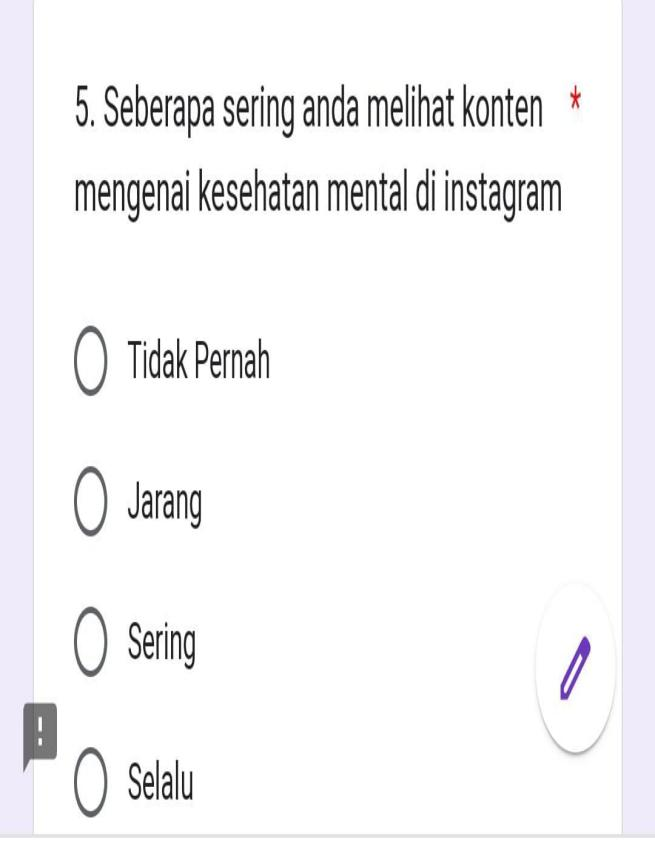 5. Seberapa sering anda melihat konten *
mengenai kesehatan mental di instagram
Tidak Pernah
Jarang
Sering
Selalu